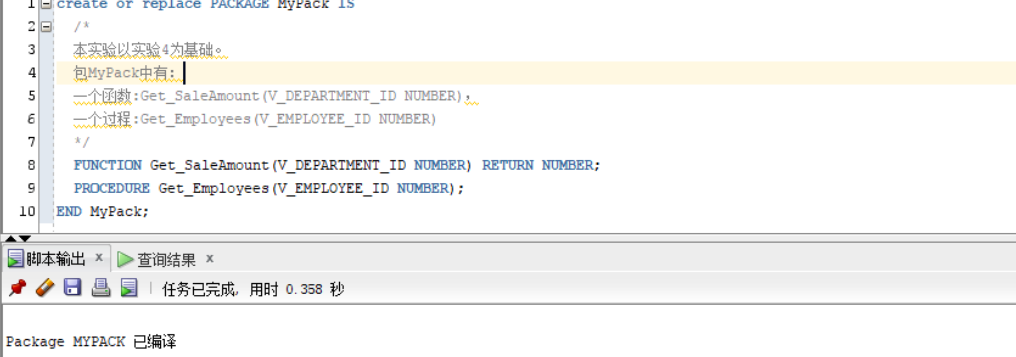 1 create or replace PACKAGE MyPack IS
2 /*
3 本实验以实验4为基础。
4 包MyPack中有:
5 一个函数:Get_SaleAmount(V_DEPARTMENT_ID NUMBER),
6 一个过程:Get_Employees(V_EMPLOYEE_ID NUMBER)
7 */
8 FUNCTION Get_SaleAmount(V_DEPARTMENT_ID NUMBER) RETURN NUMBER;
9 PROCEDURE Get_Employees(V_EMPLOYEE_ID NUMBER);
10 END MyPack;
脚本输出 x 查询结果 x
任务已完成, 用时 0.358 秒
Package MYPACK 已编译